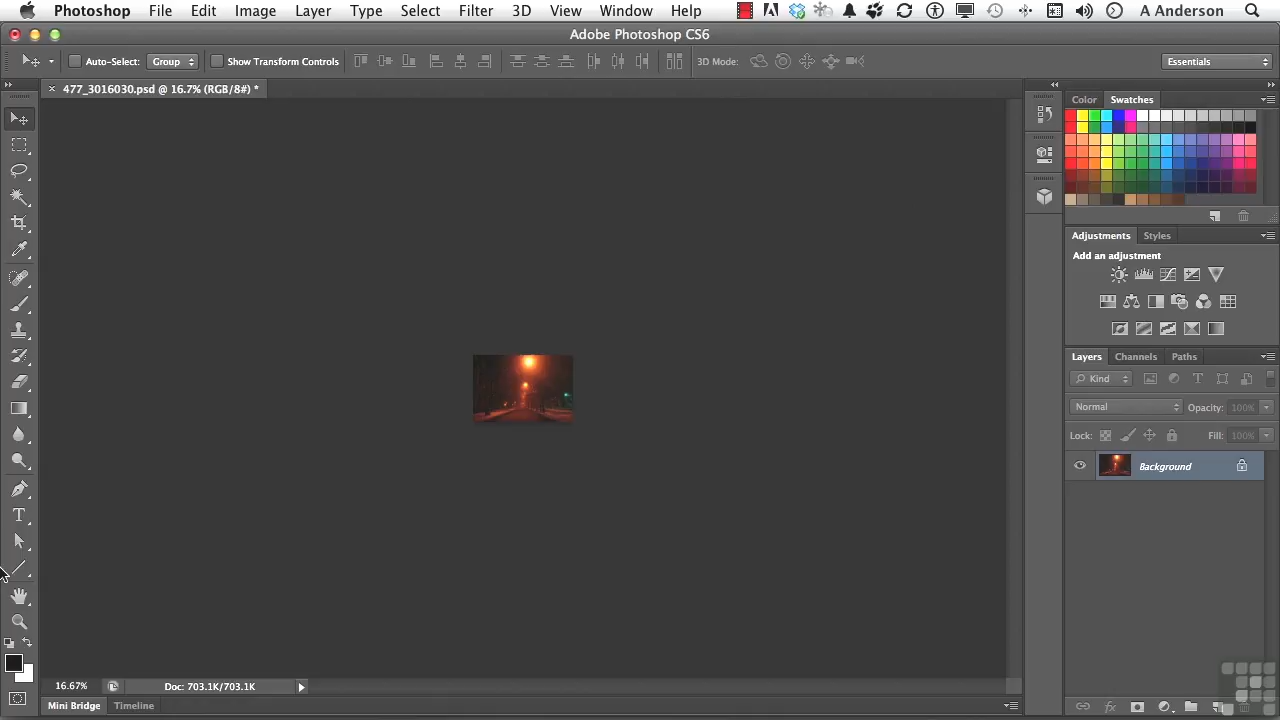 Photoshop File Edit Image Layer Type Select Filter 3D View Window Help A Anderson
Adobe Photoshop CS6
Auto-Select: Group Show Transform Controls 3D Mode: Essentials
477_3016030.psd @ 16.7% (RGB/8#) *
Color Swatches
Adjustments Styles
Add an adjustment
Layers Channels Paths
Kind
Normal Opacity: 100%
Lock: Fill: 100%
Background
16.67% Doc: 703.1K/703.1K
Mini Bridge Timeline